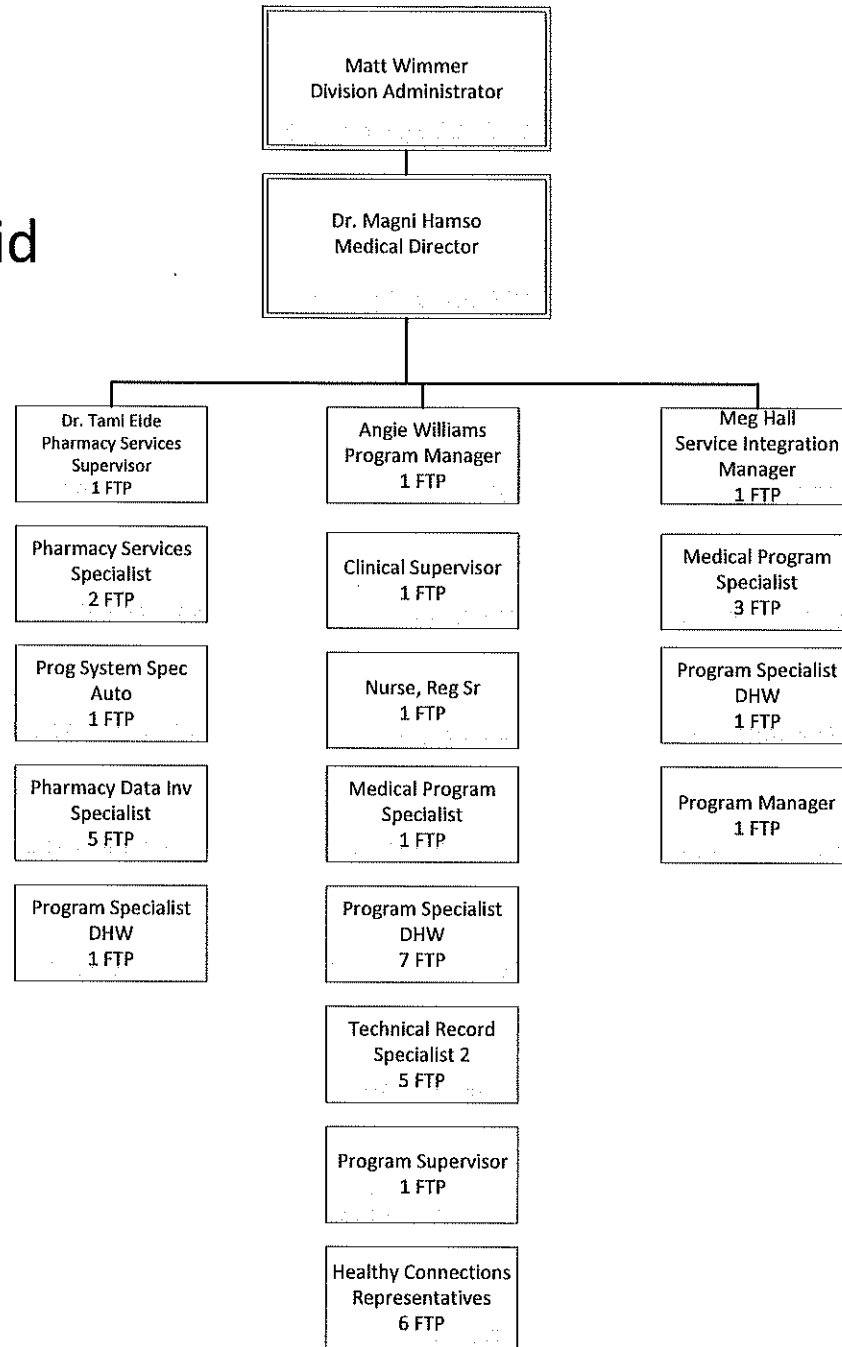 Matt Wimmer
Division Administrator
Dr. Magni Hamso
Medical Director
id
Dr. Tami Eide
Pharmacy Services
Supervisor
1 FTP
Pharmacy Services
Specialist
2 FTP
Prog System Spec
Auto
1 FTP
Pharmacy Data Inv
Specialist
5 FTP
Program Specialist
DHW
1 FTP
Angie Williams
Program Manager
1 FTP
Clinical Supervisor
1 FTP
Nurse, Reg Sr
1 FTP
Medical Program
Specialist
1 FTP
Program Specialist
DHW
7 FTP
Technical Record
Specialist 2
5 FTP
Program Supervisor
1 FTP
Healthy Connections
Representatives
6 FTP
Meg Hall
Service Integration
Manager
1 FTP
Medical Program
Specialist
3 FTP
Program Specialist
DHW
1 FTP
Program Manager
1 FTP